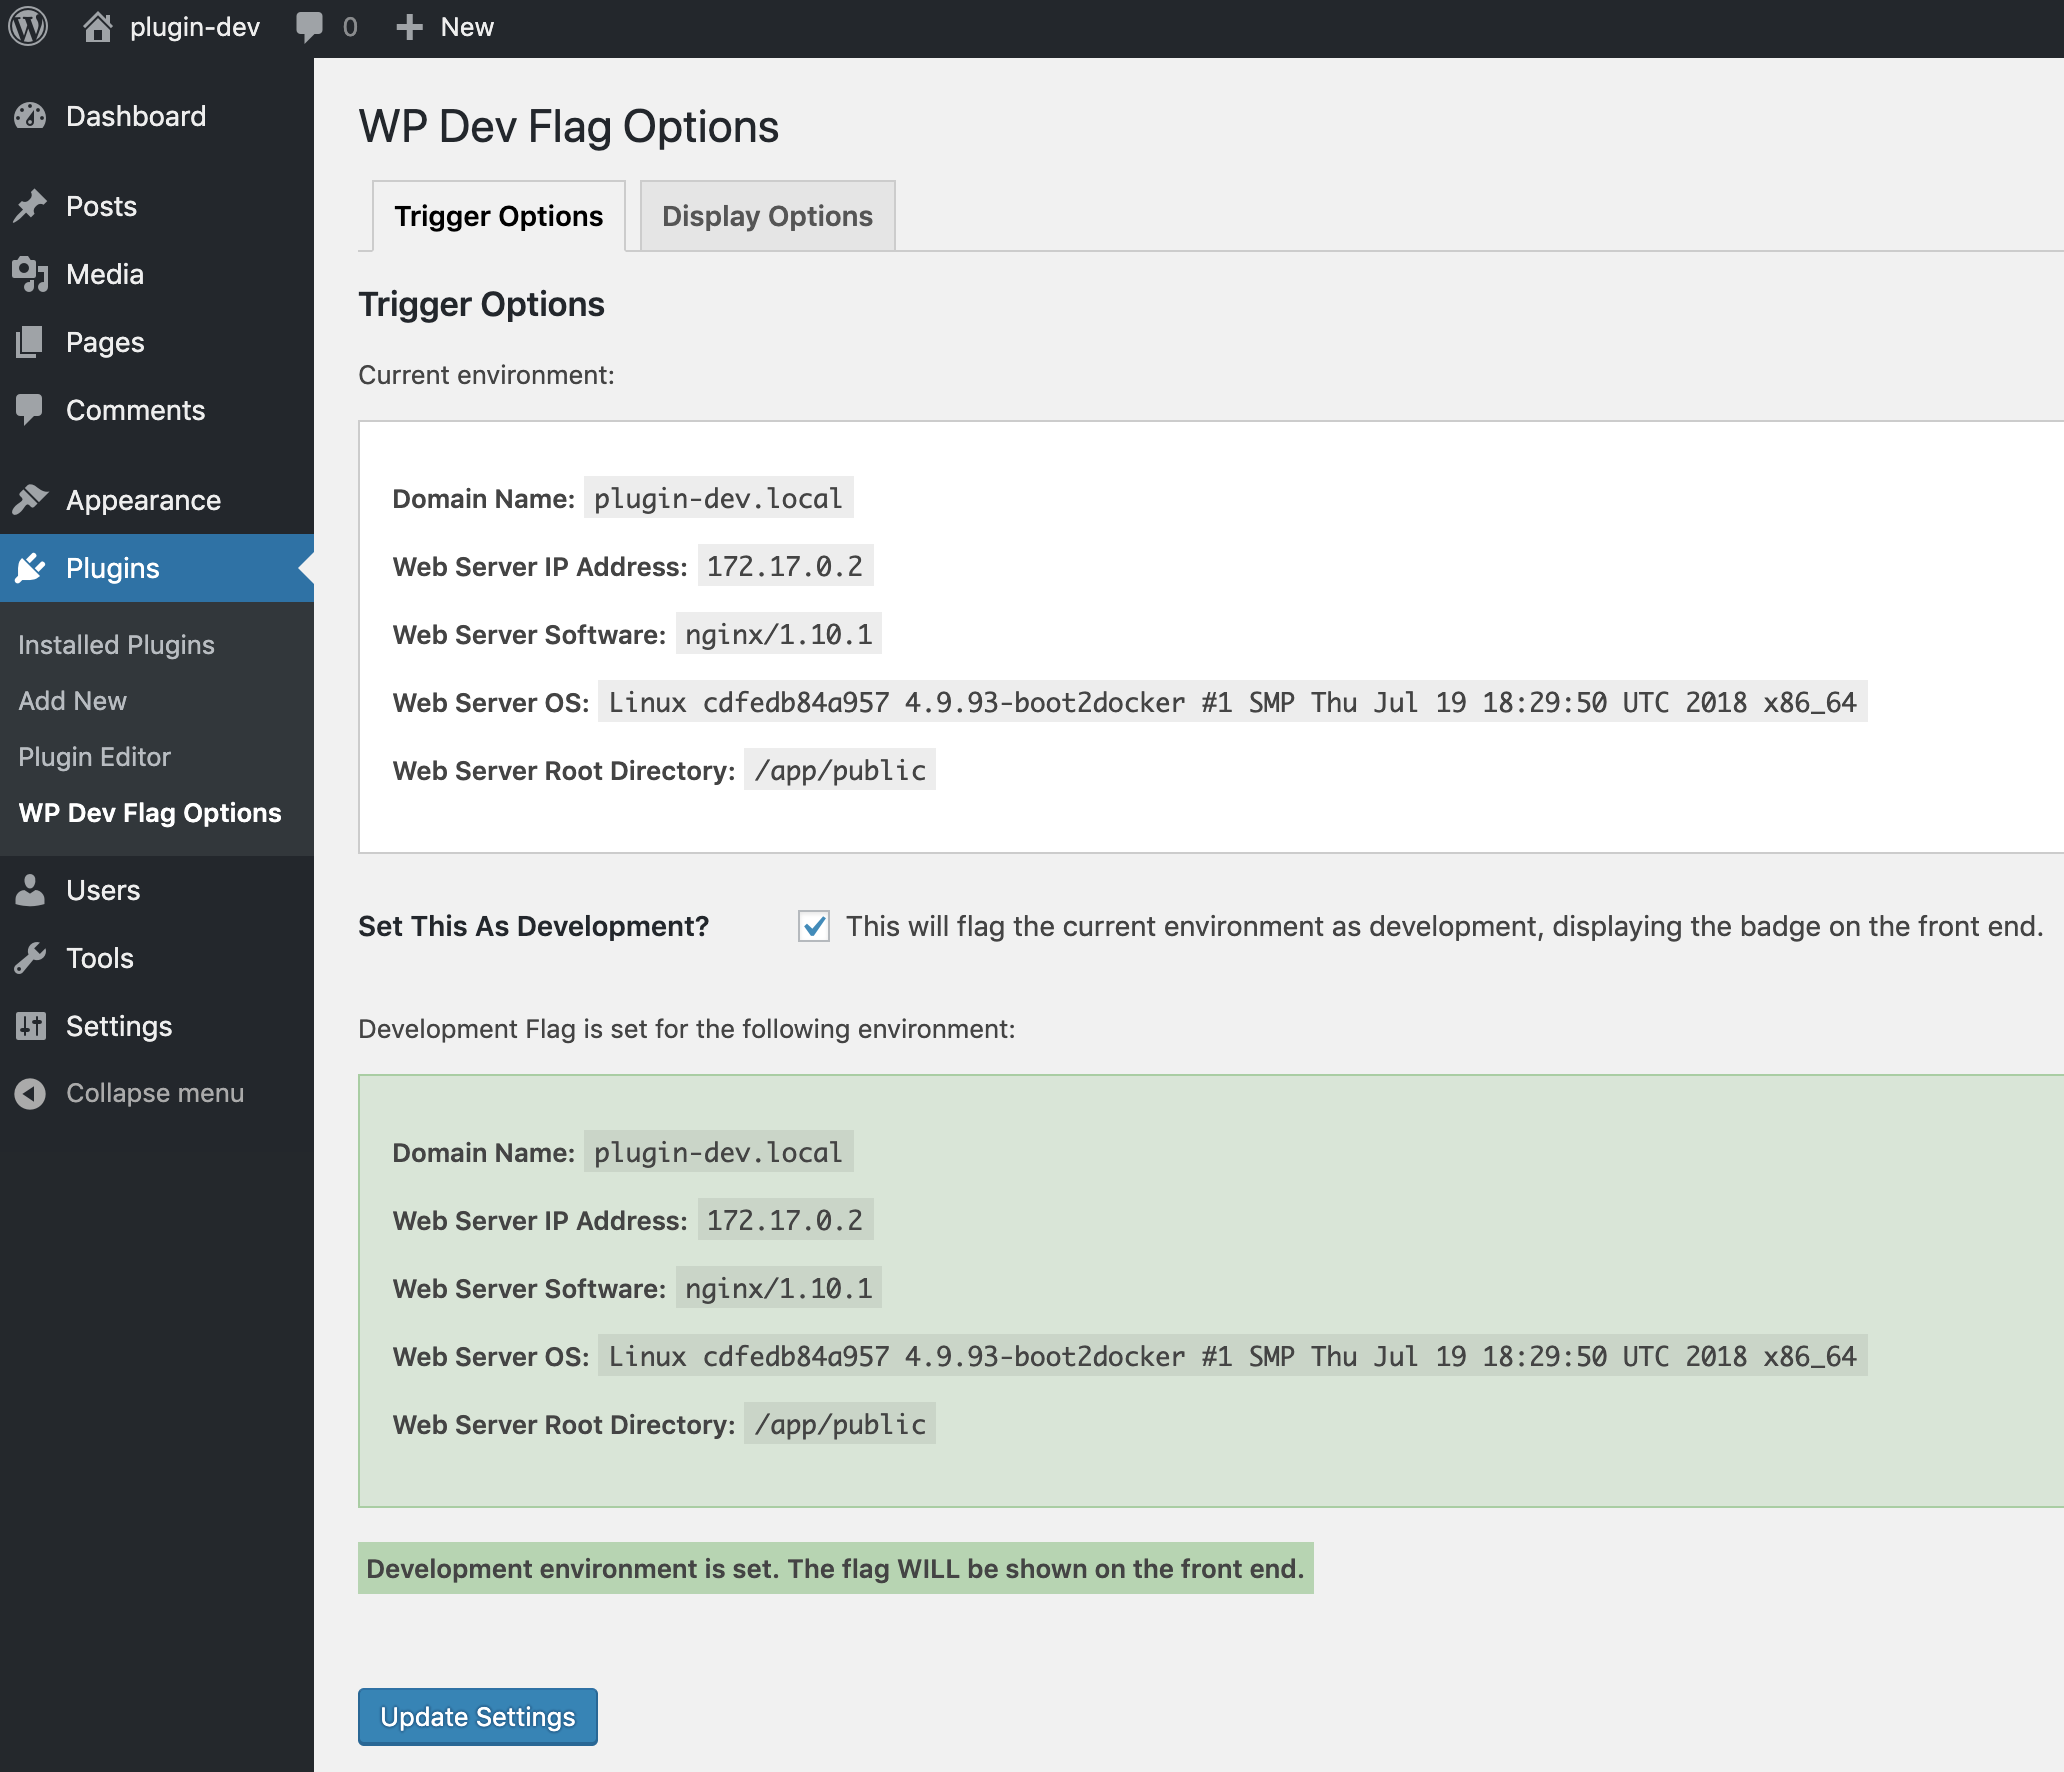 plugin-dev 0 New
Dashboard
Posts
Media
Pages
Comments
Appearance
Plugins
Installed Plugins
Add New
Plugin Editor
WP Dev Flag Options
Users
Tools
Settings
Collapse menu
WP Dev Flag Options
Trigger Options Display Options
Trigger Options
Current environment:
Domain Name: plugin-dev.local
Web Server IP Address: 172.17.0.2
Web Server Software: nginx/1.10.1
Web Server OS: Linux cdfedb84a957 4.9.93-boot2docker #1 SMP Thu Jul 19 18:29:50 UTC 2018 x86_64
Web Server Root Directory: /app/public
Set This As Development? This will flag the current environment as development, displaying the badge on the front end.
Development Flag is set for the following environment:
Domain Name: plugin-dev.local
Web Server IP Address: 172.17.0.2
Web Server Software: nginx/1.10.1
Web Server OS: Linux cdfedb84a957 4.9.93-boot2docker #1 SMP Thu Jul 19 18:29:50 UTC 2018 x86_64
Web Server Root Directory: /app/public
Development environment is set. The flag WILL be shown on the front end.
Update Settings